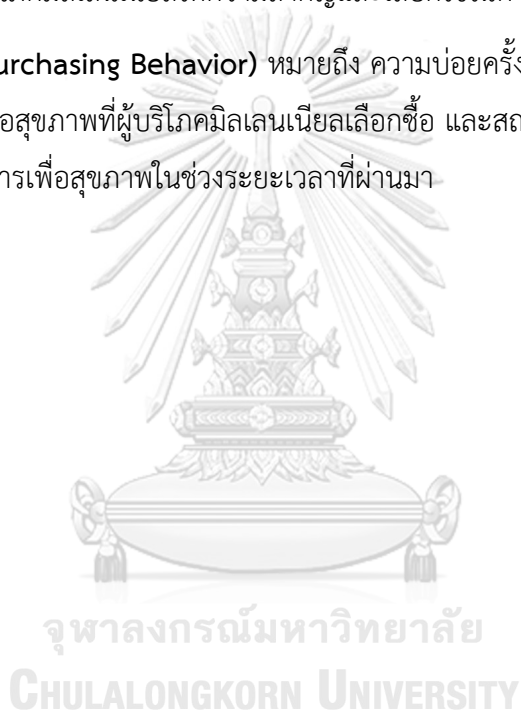 urchasing Behavior) หมายถึง ความบ่อยครั้ง
อสุขภาพที่ผู้บริโภคมิลเลนเนียลเลือกซื้อ และสถ
ารเพื่อสุขภาพในช่วงระยะเวลาที่ผ่านมา
จุฬาลงกรณ์มหาวิทยาลัย
CHULALONGKORN UNIVERSITY